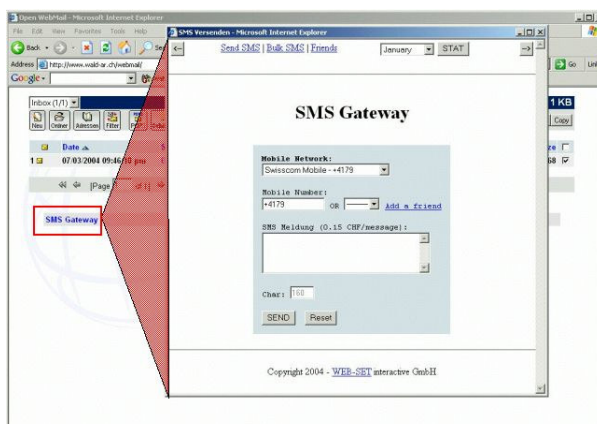 Open WebMail - Microsoft Internet Explorer
File Edit View Favorites Tools Help
Back
Address http://www.wald-ar.ch/webmail/
Go
Google
Inbox (1/1)
1 KB
Neu Ordner Adressen Filter
Copy
Date
1 07/03/2004 09:46 pm
68
[Page
SMS Gateway
SMS Versenden - Microsoft Internet Explorer
<-- Send SMS | Bulk SMS | Friends January STAT -->
SMS Gateway
Mobile Network:
Swisscom Mobile - +4179
Mobile Number:
+4179 OR ------ Add a friend
SMS Meldung (0.15 CHF/message):
Char: 160
SEND Reset
Copyright 2004 - WEB-SET interactive GmbH